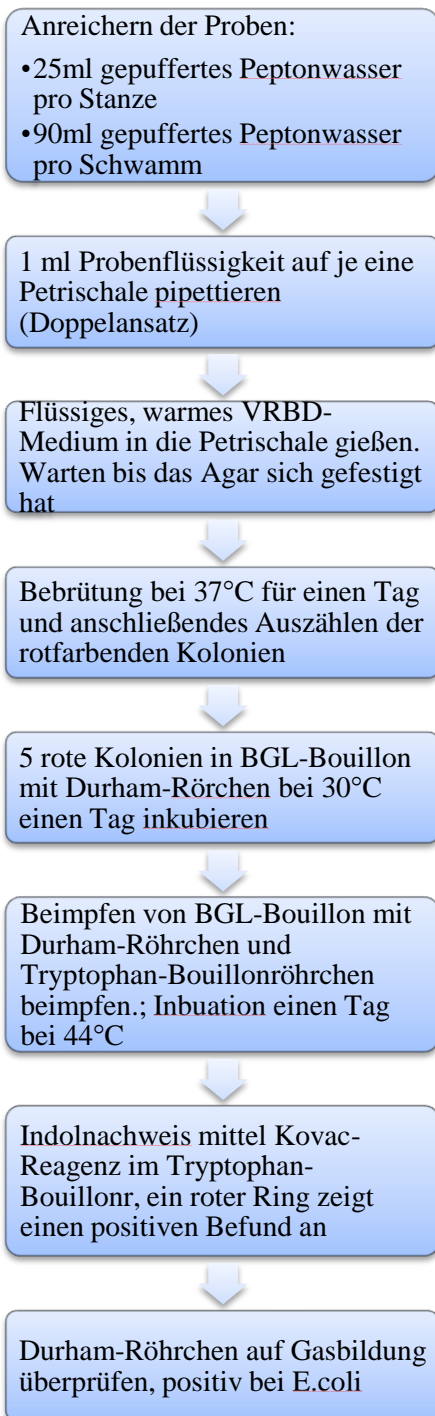 Anreichern der Proben:
•25ml gepuffertes Peptonwasser
pro Stanze
•90ml gepuffertes Peptonwasser
pro Schwamm
1 ml Probenflüssigkeit auf je eine
Petrischale pipettieren
(Doppelansatz)
Flüssiges, warmes VRBD-
Medium in die Petrischale gießen.
Warten bis das Agar sich gefestigt
hat
Bebrütung bei 37°C für einen Tag
und anschließendes Auszählen der
rotfarbenden Kolonien
5 rote Kolonien in BGL-Bouillon
mit Durham-Rörchen bei 30°C
einen Tag inkubieren
Beimpfen von BGL-Bouillon mit
Durham-Röhrchen und
Tryptophan-Bouillonröhrchen
beimpfen.; Inbuation einen Tag
bei 44°C
Indolnachweis mittel Kovac-
Reagenz im Tryptophan-
Bouillonr, ein roter Ring zeigt
einen positiven Befund an
Durham-Röhrchen auf Gasbildung
überprüfen, positiv bei E.coli